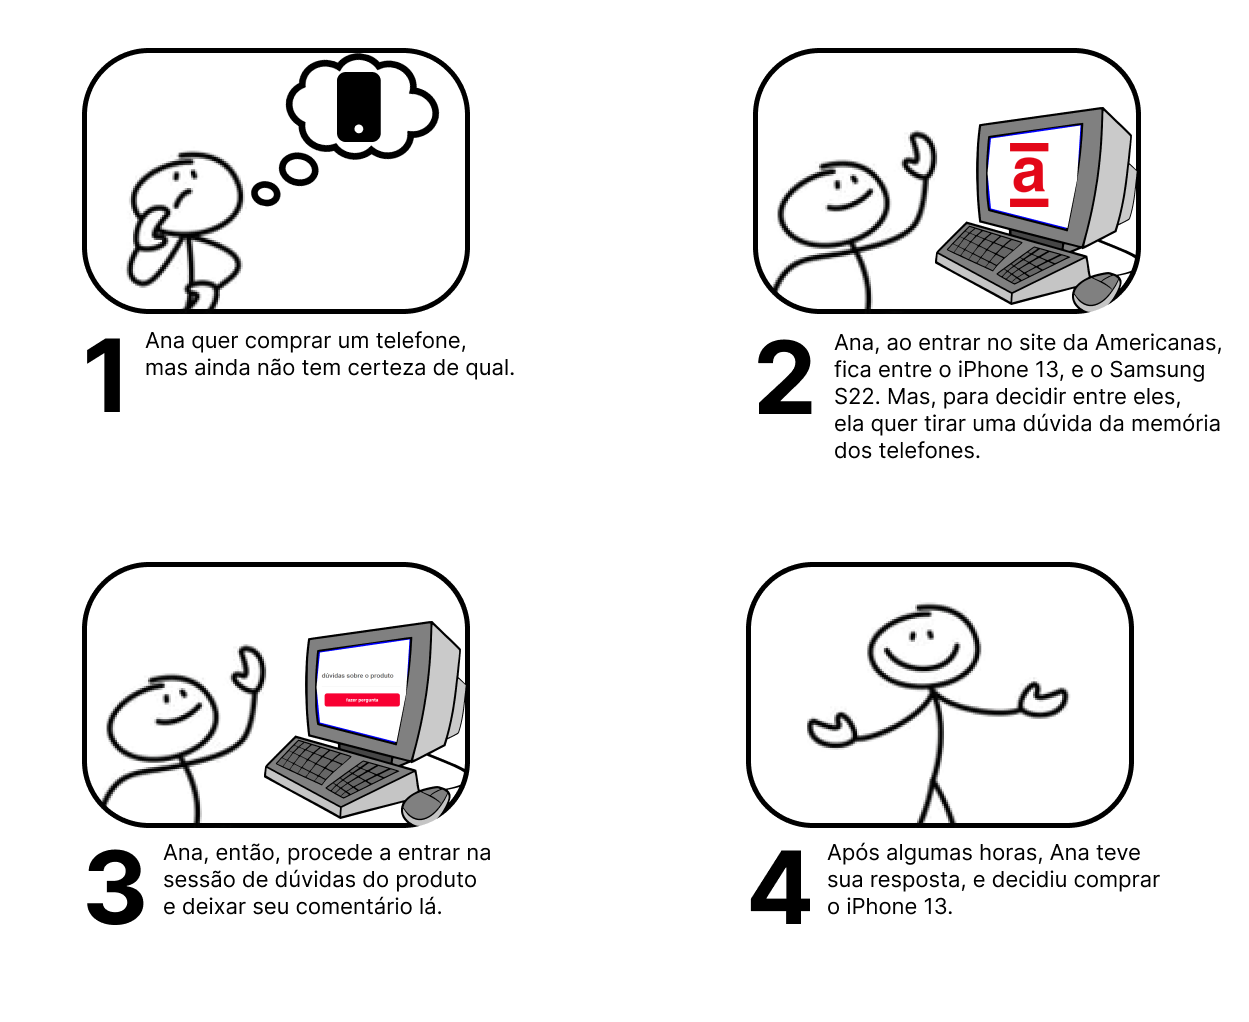 1
Ana quer comprar um telefone,
mas ainda não tem certeza de qual.
a
2
Ana, ao entrar no site da Americanas,
fica entre o iPhone 13, e o Samsung
S22. Mas, para decidir entre eles,
ela quer tirar uma dúvida da memória
dos telefones.
dúvidas sobre o produto
fazer pergunta
3
Ana, então, procede a entrar na
sessão de dúvidas do produto
e deixar seu comentário lá.
4
Após algumas horas, Ana teve
sua resposta, e decidiu comprar
o iPhone 13.